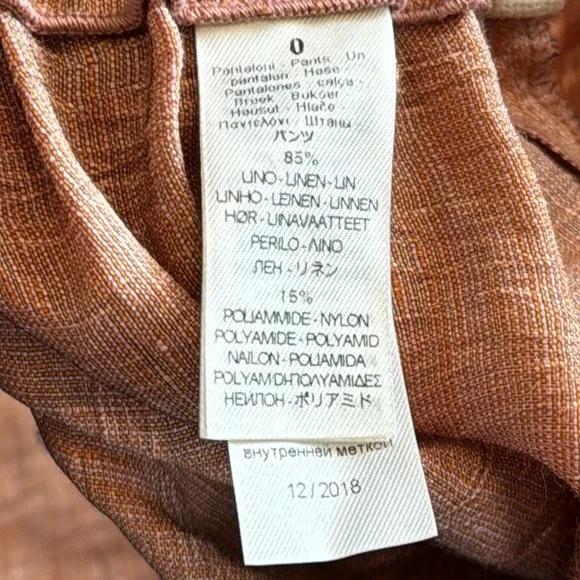 0
Pantaloni - Pants - Un
pantalon - Hose -
Pantalones - calça -
Broek - Bukser -
Housut - Hlače -
Παντελόνι - Штаны -
パンツ
85%
LINO - LINEN - LIN
LINHO - LEINEN - LINNEN
HØR - LINAVAATTEET
PERILO - ΛΙΝΟ
ЛЕН - リネン
15%
POLIAMMIDE - NYLON
POLYAMIDE - POLYAMID
NAILON - POLIAMIDA
POLYAMIDΗΠΟΛΥΑΜΙΔΕΣ
НЕЙЛОН - ポリアミド
внутренней меткой
12/2018